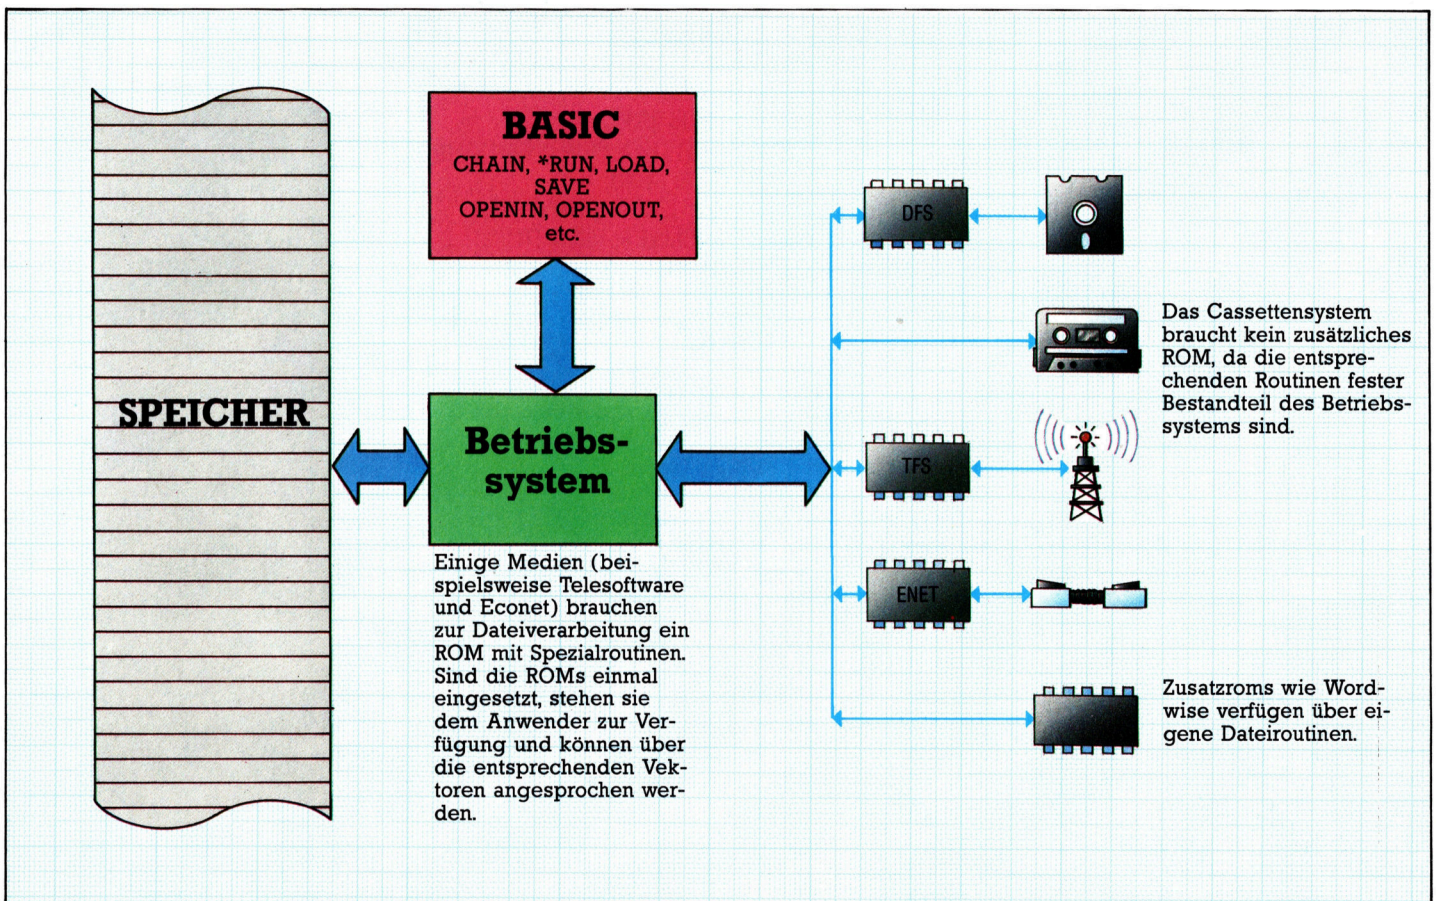 BASIC
CHAIN, *RUN, LOAD,
SAVE
OPENIN, OPENOUT,
etc.
SPEICHER
Betriebs-
system
Einige Medien (bei-
spielsweise Telesoftware
und Econet) brauchen
zur Dateiverarbeitung ein
ROM mit Spezialroutinen.
Sind die ROMs einmal
eingesetzt, stehen sie
dem Anwender zur Ver-
fügung und können über
die entsprechenden Vek-
toren angesprochen wer-
den.
DFS
Das Cassettensystem
braucht kein zusätzliches
ROM, da die entspre-
chenden Routinen fester
Bestandteil des Betriebs-
systems sind.
TFS
ENET
Zusatzroms wie Word-
wise verfügen über ei-
gene Dateiroutinen.